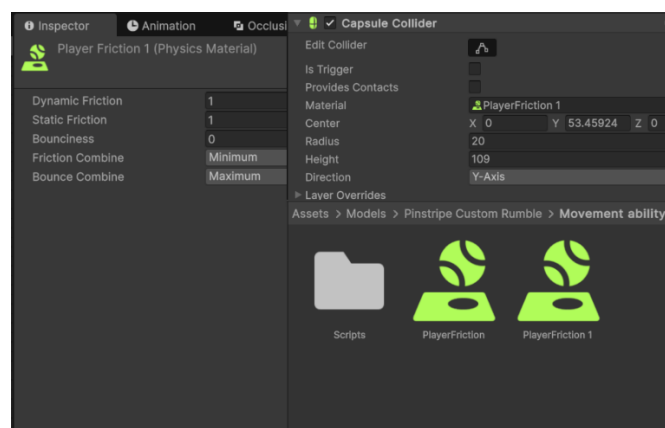 Inspector
Animation
Occlusi
Player Friction 1 (Physics Material)
Dynamic Friction 1
Static Friction 1
Bounciness 0
Friction Combine Minimum
Bounce Combine Maximum
Capsule Collider
Edit Collider
Is Trigger
Provides Contacts
Material PlayerFriction 1
Center X 0 Y 53.45924 Z 0
Radius 20
Height 109
Direction Y-Axis
Layer Overrides
Assets > Models > Pinstripe Custom Rumble > Movement ability
Scripts
PlayerFriction
PlayerFriction 1